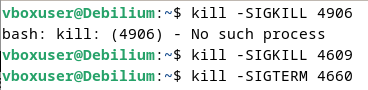 vboxuser@Debilium:~$ kill -SIGKILL 4906
bash: kill: (4906) - No such process
vboxuser@Debilium:~$ kill -SIGKILL 4609
vboxuser@Debilium:~$ kill -SIGTERM 4660